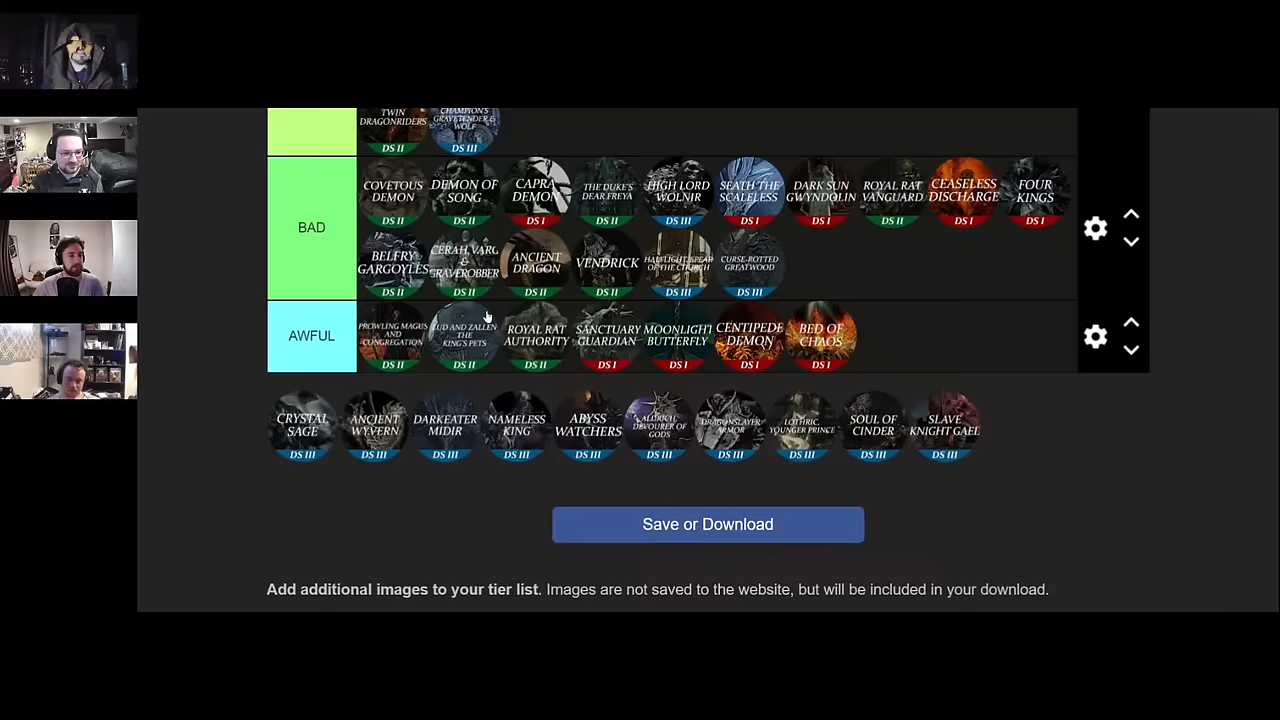 TWIN
DRAGONRIDERS
DS II
CHAMPION'S
GRAVETENDER &
WOLF
DS III
BAD
COVETOUS
DEMON
DS II
DEMON OF
SONG
DS II
CAPRA
DEMON
DS I
THE DUKE'S
DEAR FREYA
DS II
HIGH LORD
WOLNIR
DS III
SEATH THE
SCALELESS
DS I
DARK SUN
GWYNDOLIN
DS I
ROYAL RAT
VANGUARD
DS II
CEASELESS
DISCHARGE
DS I
FOUR
KINGS
DS I
BELFRY
GARGOYLES
DS II
CERAH, VARG
&
GRAVEROBBER
DS II
ANCIENT
DRAGON
DS II
VENDRICK
DS II
HALFLIGHT, SPEAR
OF THE CHURCH
DS III
CURSE-ROTTED
GREATWOOD
DS III
AWFUL
PROWLING MAGUS
AND
CONGREGATION
DS II
LUD AND ZALLEN
THE
KING'S PETS
DS II
ROYAL RAT
AUTHORITY
DS II
SANCTUARY
GUARDIAN
DS I
MOONLIGHT
BUTTERFLY
DS I
CENTIPEDE
DEMON
DS I
BED OF
CHAOS
DS I
CRYSTAL
SAGE
DS III
ANCIENT
WYVERN
DS III
DARKEATER
MIDIR
DS III
NAMELESS
KING
DS III
ABYSS
WATCHERS
DS III
ALDRICH,
DEVOURER OF
GODS
DS III
DRAGONSLAYER
ARMOR
DS III
LOTHRIC,
YOUNGER PRINCE
DS III
SOUL OF
CINDER
DS III
SLAVE
KNIGHT GAEL
DS III
Save or Download
Add additional images to your tier list. Images are not saved to the website, but will be included in your download.